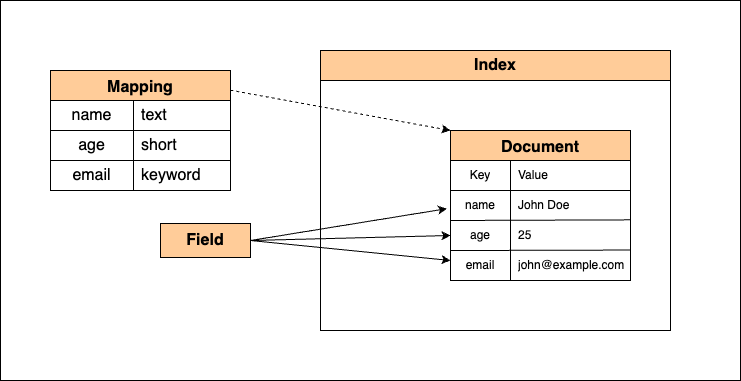 Index
Mapping
name text
age short
email keyword
Document
Key Value
name John Doe
age 25
email john@example.com
Field